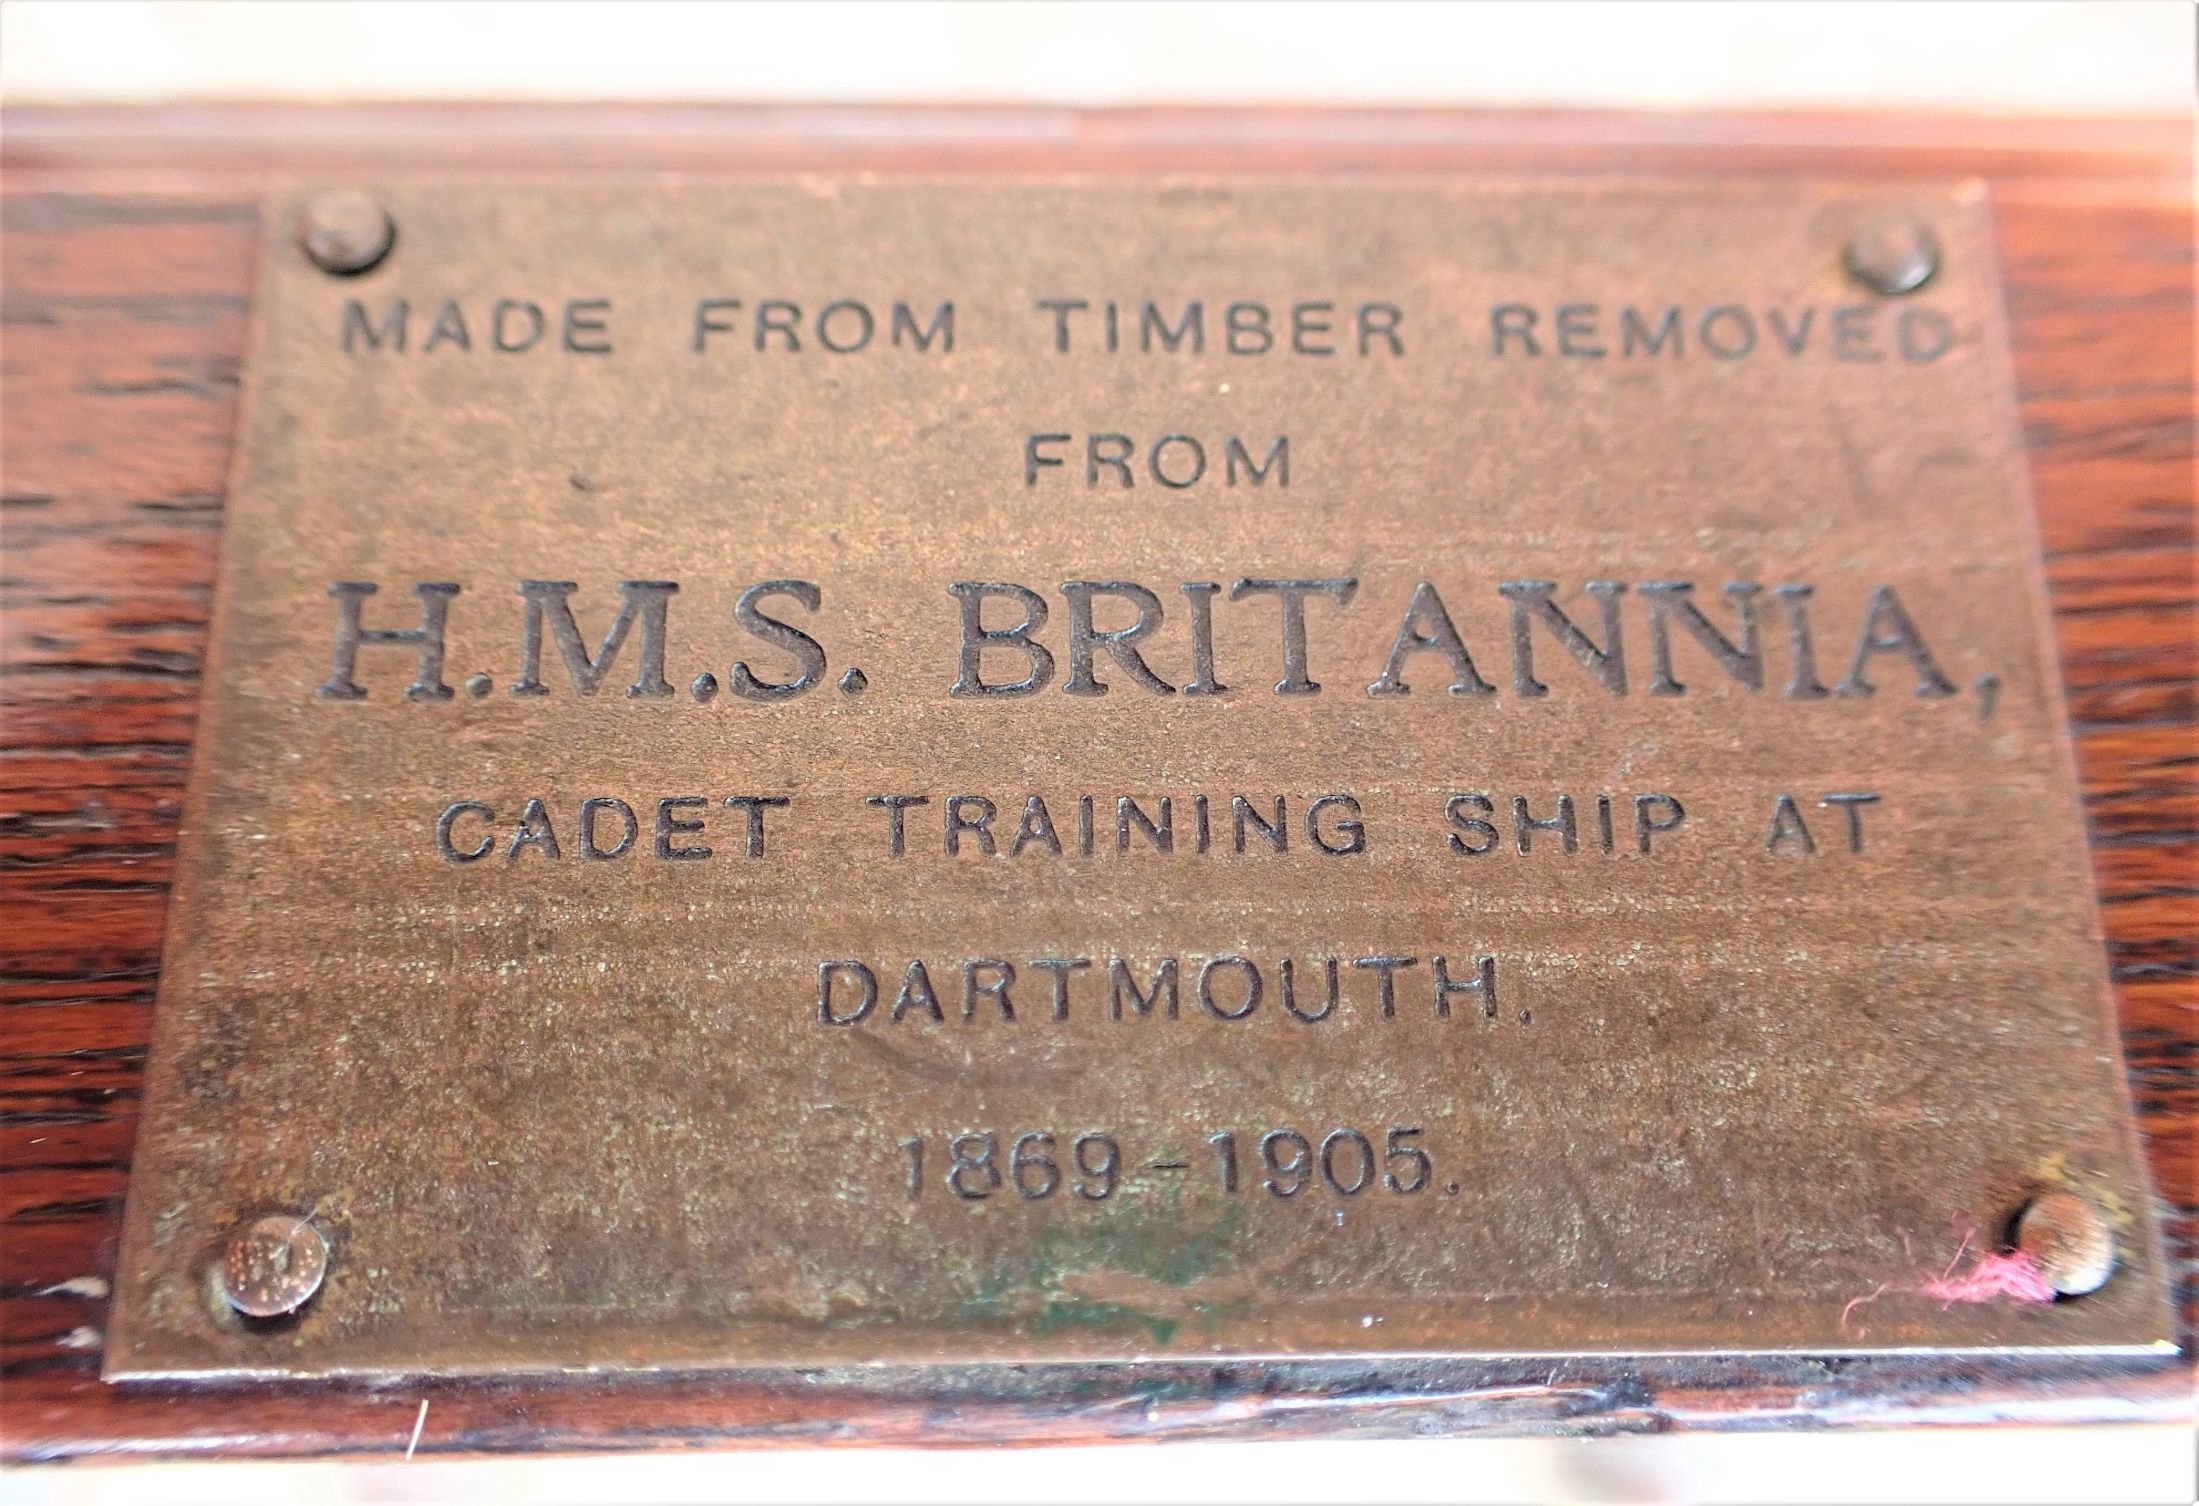 MADE FROM TIMBER REMOVED
FROM
H.M.S. BRITANNIA,
CADET TRAINING SHIP AT
DARTMOUTH.
1869-1905.